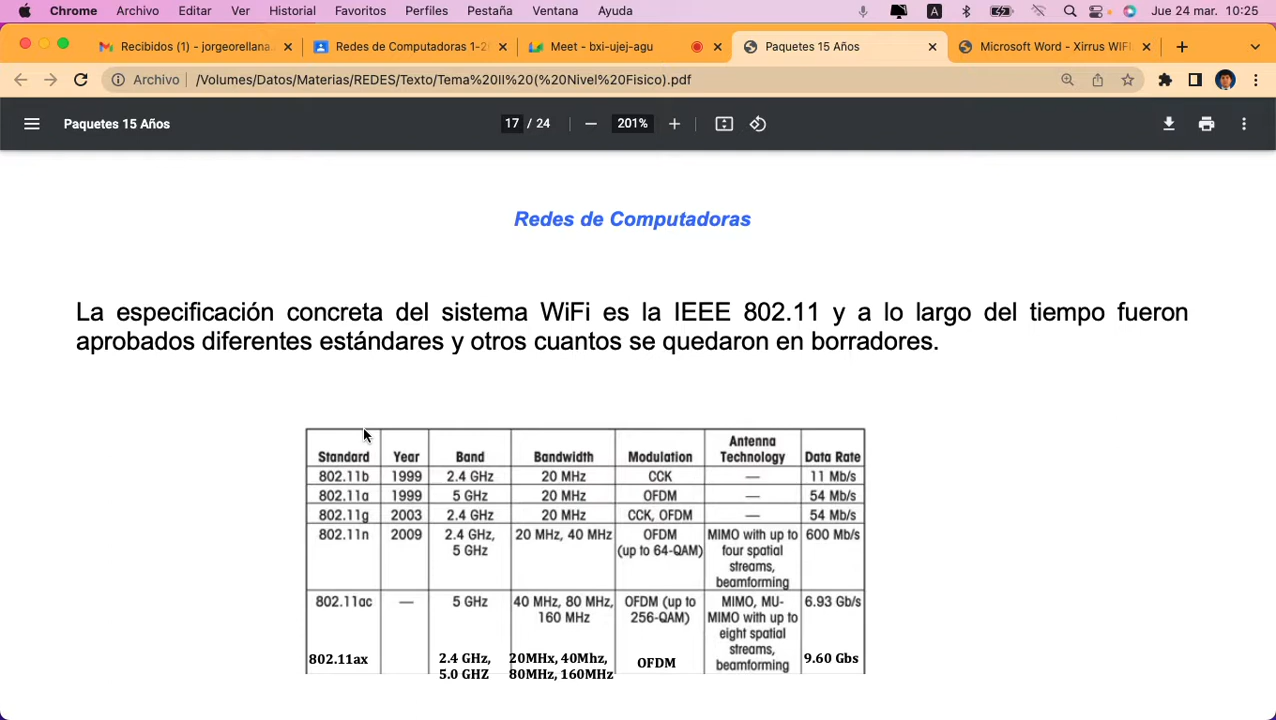 Chrome Archivo Editar Ver Historial Favoritos Perfiles Pestaña Ventana Ayuda A Jue 24 mar. 10:25
Recibidos (1) - jorgeorellana. Redes de Computadoras 1-2 Meet - bxi-ujej-agu Paquetes 15 Años Microsoft Word - Xirrus WIFI
Archivo /Volumes/Datos/Materias/REDES/Texto/Tema%20II%20(%20Nivel%20Fisico).pdf
Paquetes 15 Años 17 / 24 — 201% +
Redes de Computadoras
La especificación concreta del sistema WiFi es la IEEE 802.11 y a lo largo del tiempo fueron
aprobados diferentes estándares y otros cuantos se quedaron en borradores.
Antenna
Standard Year Band Bandwidth Modulation Technology Data Rate
802.11b 1999 2.4 GHz 20 MHz CCK — 11 Mb/s
802.11a 1999 5 GHz 20 MHz OFDM — 54 Mb/s
802.11g 2003 2.4 GHz 20 MHz CCK, OFDM — 54 Mb/s
802.11n 2009 2.4 GHz, 20 MHz, 40 MHz OFDM MIMO with up to 600 Mb/s
5 GHz (up to 64-QAM) four spatial
streams,
beamforming
802.11ac — 5 GHz 40 MHz, 80 MHz, OFDM (up to MIMO, MU- 6.93 Gb/s
160 MHz 256-QAM) MIMO with up to
eight spatial
streams,
802.11ax 2.4 GHz, 20MHx, 40Mhz, OFDM beamforming 9.60 Gbs
5.0 GHZ 80MHz, 160MHz